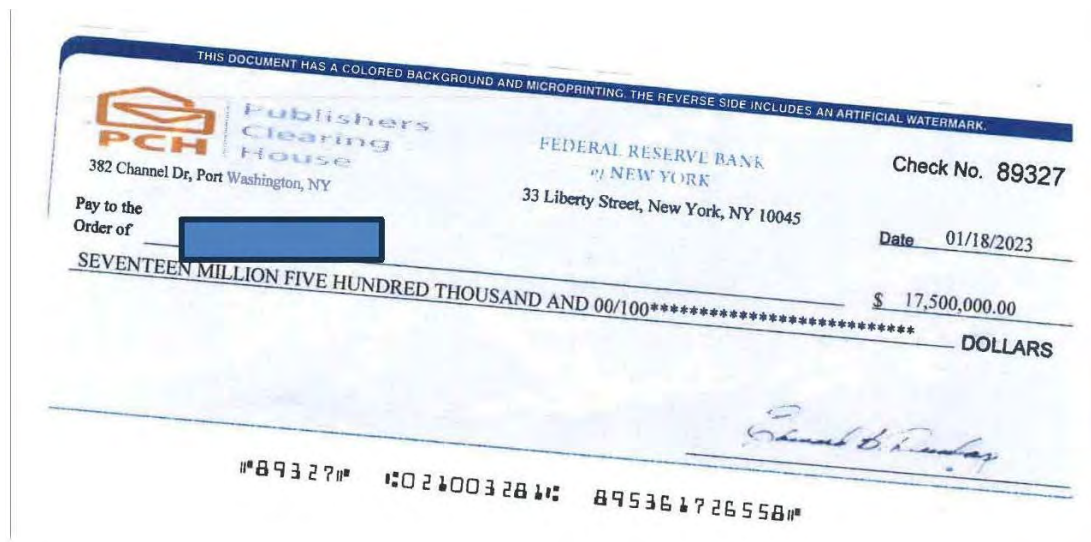 THIS DOCUMENT HAS A COLORED BACKGROUND AND MICROPRINTING. THE REVERSE SIDE INCLUDES AN ARTIFICIAL WATERMARK.
PCH
Publishers
Clearing
House
382 Channel Dr, Port Washington, NY
FEDERAL RESERVE BANK
of NEW YORK
33 Liberty Street, New York, NY 10045
Check No. 89327
Date 01/18/2023
Pay to the
Order of
$ 17,500,000.00
SEVENTEEN MILLION FIVE HUNDRED THOUSAND AND 00/100****************************
DOLLARS
⑈89327⑈ ⑆021003281⑆ 895361726558⑈